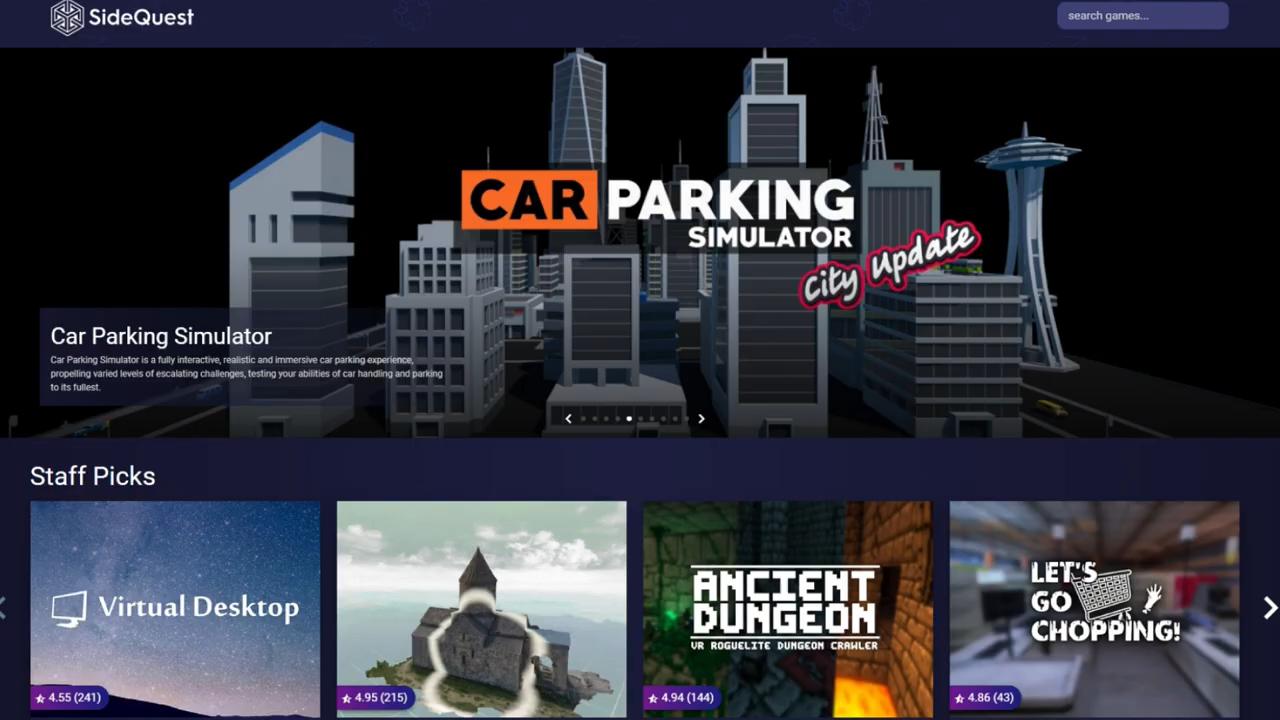 SideQuest
search games...
CAR PARKING
SIMULATOR
City Update
Car Parking Simulator
Car Parking Simulator is a fully interactive, realistic and immersive car parking experience,
propelling varied levels of escalating challenges, testing your abilities of car handling and parking
to its fullest.
Staff Picks
Virtual Desktop
ANCIENT
DUNGEON
VR ROGUELITE DUNGEON CRAWLER
LET'S
GO
CHOPPING!
4.55 (241)
4.95 (215)
4.94 (144)
4.86 (43)